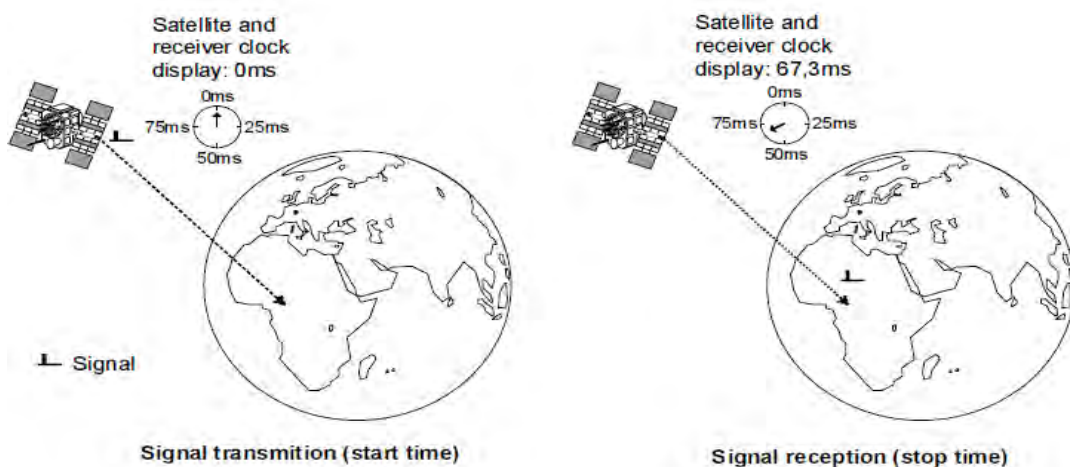 Satellite and
receiver clock
display: 0ms
0ms
75ms
25ms
50ms
Signal
Signal transmition (start time)
Satellite and
receiver clock
display: 67,3ms
0ms
75ms
25ms
50ms
Signal reception (stop time)